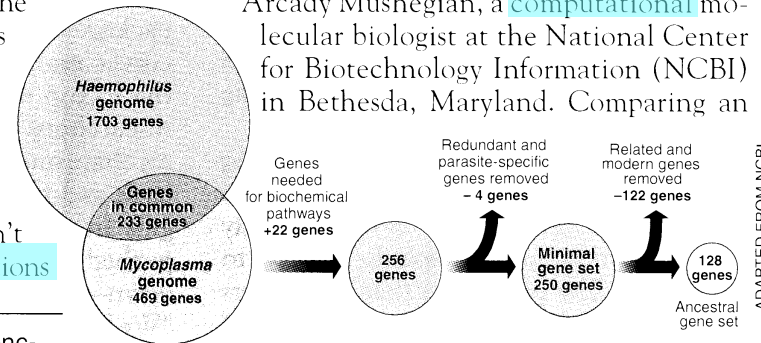 Arcady Mushegian, a computational mo-
lecular biologist at the National Center
for Biotechnology Information (NCBI)
in Bethesda, Maryland. Comparing an
Haemophilus
genome
1703 genes
Genes
in common
233 genes
Mycoplasma
genome
469 genes
Genes
needed
for biochemical
pathways
+22 genes
256
genes
Redundant and
parasite-specific
genes removed
– 4 genes
Minimal
gene set
250 genes
Related and
modern genes
removed
–122 genes
128
genes
Ancestral
gene set
ADAPTED FROM NCBI